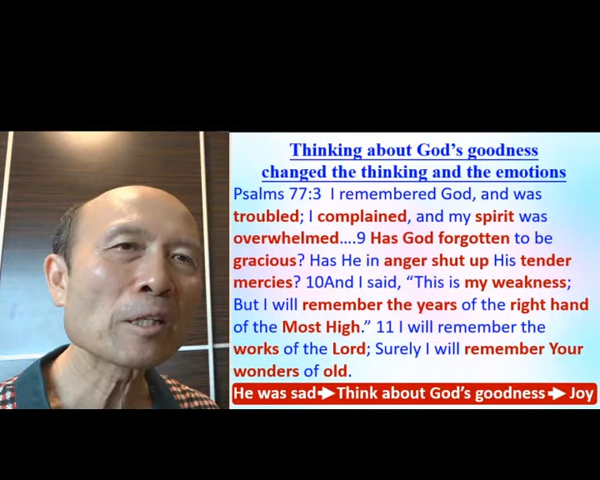 Thinking about God's goodness
changed the thinking and the emotions
Psalms 77:3  I remembered God, and was
troubled; I complained, and my spirit was
overwhelmed....9 Has God forgotten to be
gracious? Has He in anger shut up His tender
mercies? 10And I said, “This is my weakness;
But I will remember the years of the right hand
of the Most High.” 11 I will remember the
works of the Lord; Surely I will remember Your
wonders of old.
He was sad➔Think about God's goodness➔Joy